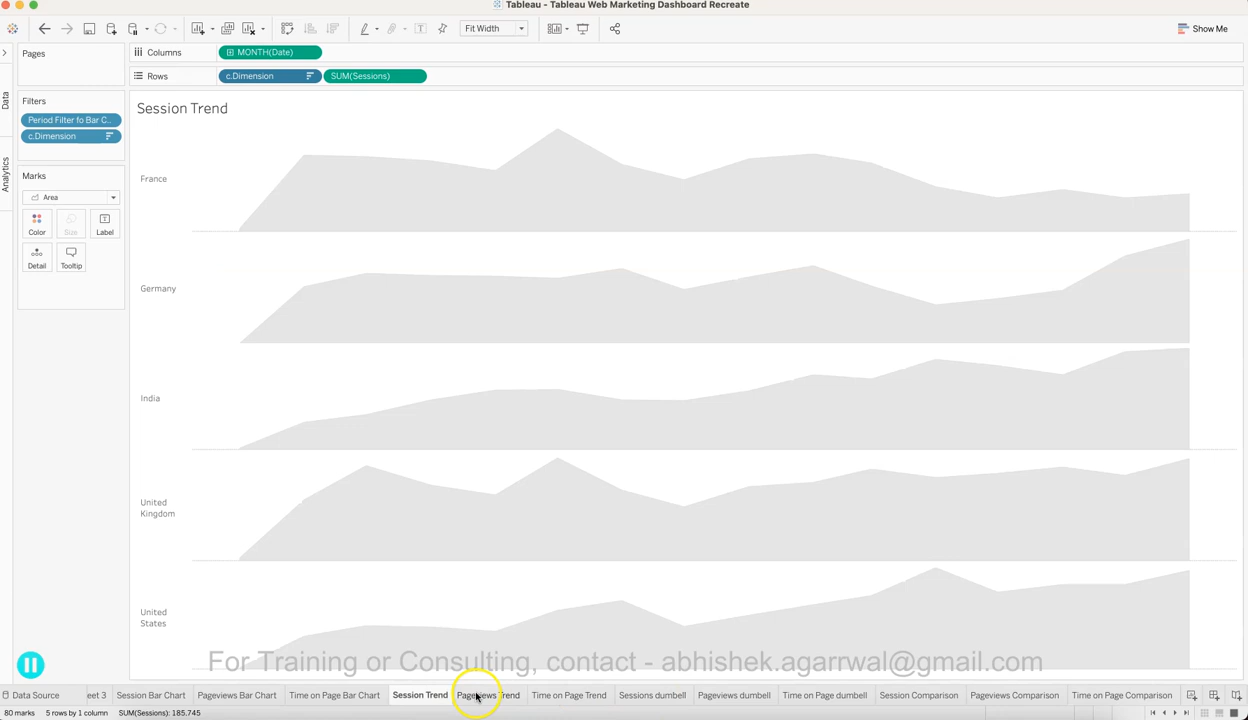 Tableau - Tableau Web Marketing Dashboard Recreate
Fit Width
Show Me
Data
Analytics
Pages
Columns
MONTH(Date)
Rows
c.Dimension
SUM(Sessions)
Filters
Period Filter fo Bar C..
c.Dimension
Marks
Area
Color
Size
Label
Detail
Tooltip
Session Trend
France
Germany
India
United
Kingdom
United
States
For Training or Consulting, contact - abhishek.agarrwal@gmail.com
Data Source
eet 3
Session Bar Chart
Pageviews Bar Chart
Time on Page Bar Chart
Session Trend
Pageviews Trend
Time on Page Trend
Sessions dumbell
Pageviews dumbell
Time on Page dumbell
Session Comparison
Pageviews Comparison
Time on Page Comparison
80 marks
5 rows by 1 column
SUM(Sessions): 185.745